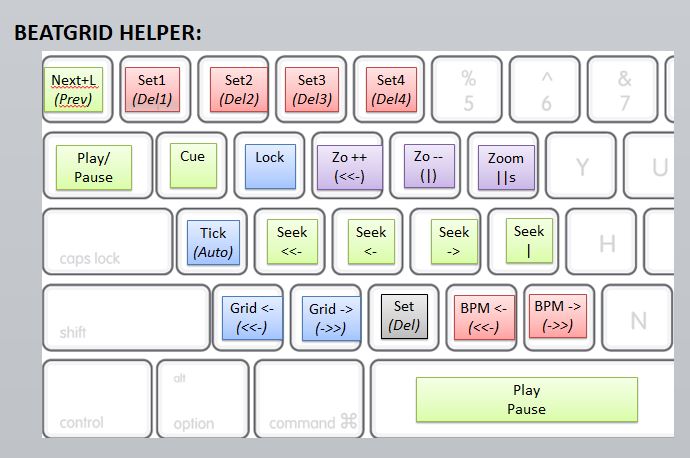 BEATGRID HELPER:
Next+L Set1 Set2 Set3 Set4 % ^ &
(Prev) (Del1) (Del2) (Del3) (Del4) 5 6 7
Play/ Cue Lock Zo ++ Zo -- Zoom Y U
Pause (<<-) (|) ||s
Tick Seek Seek Seek Seek H
caps lock (Auto) <<- <- -> |
Grid <- Grid -> Set BPM <- BPM -> N
shift (<<-) (->>) (Del) (<<-) (->>)
alt Play
control option command ⌘ Pause